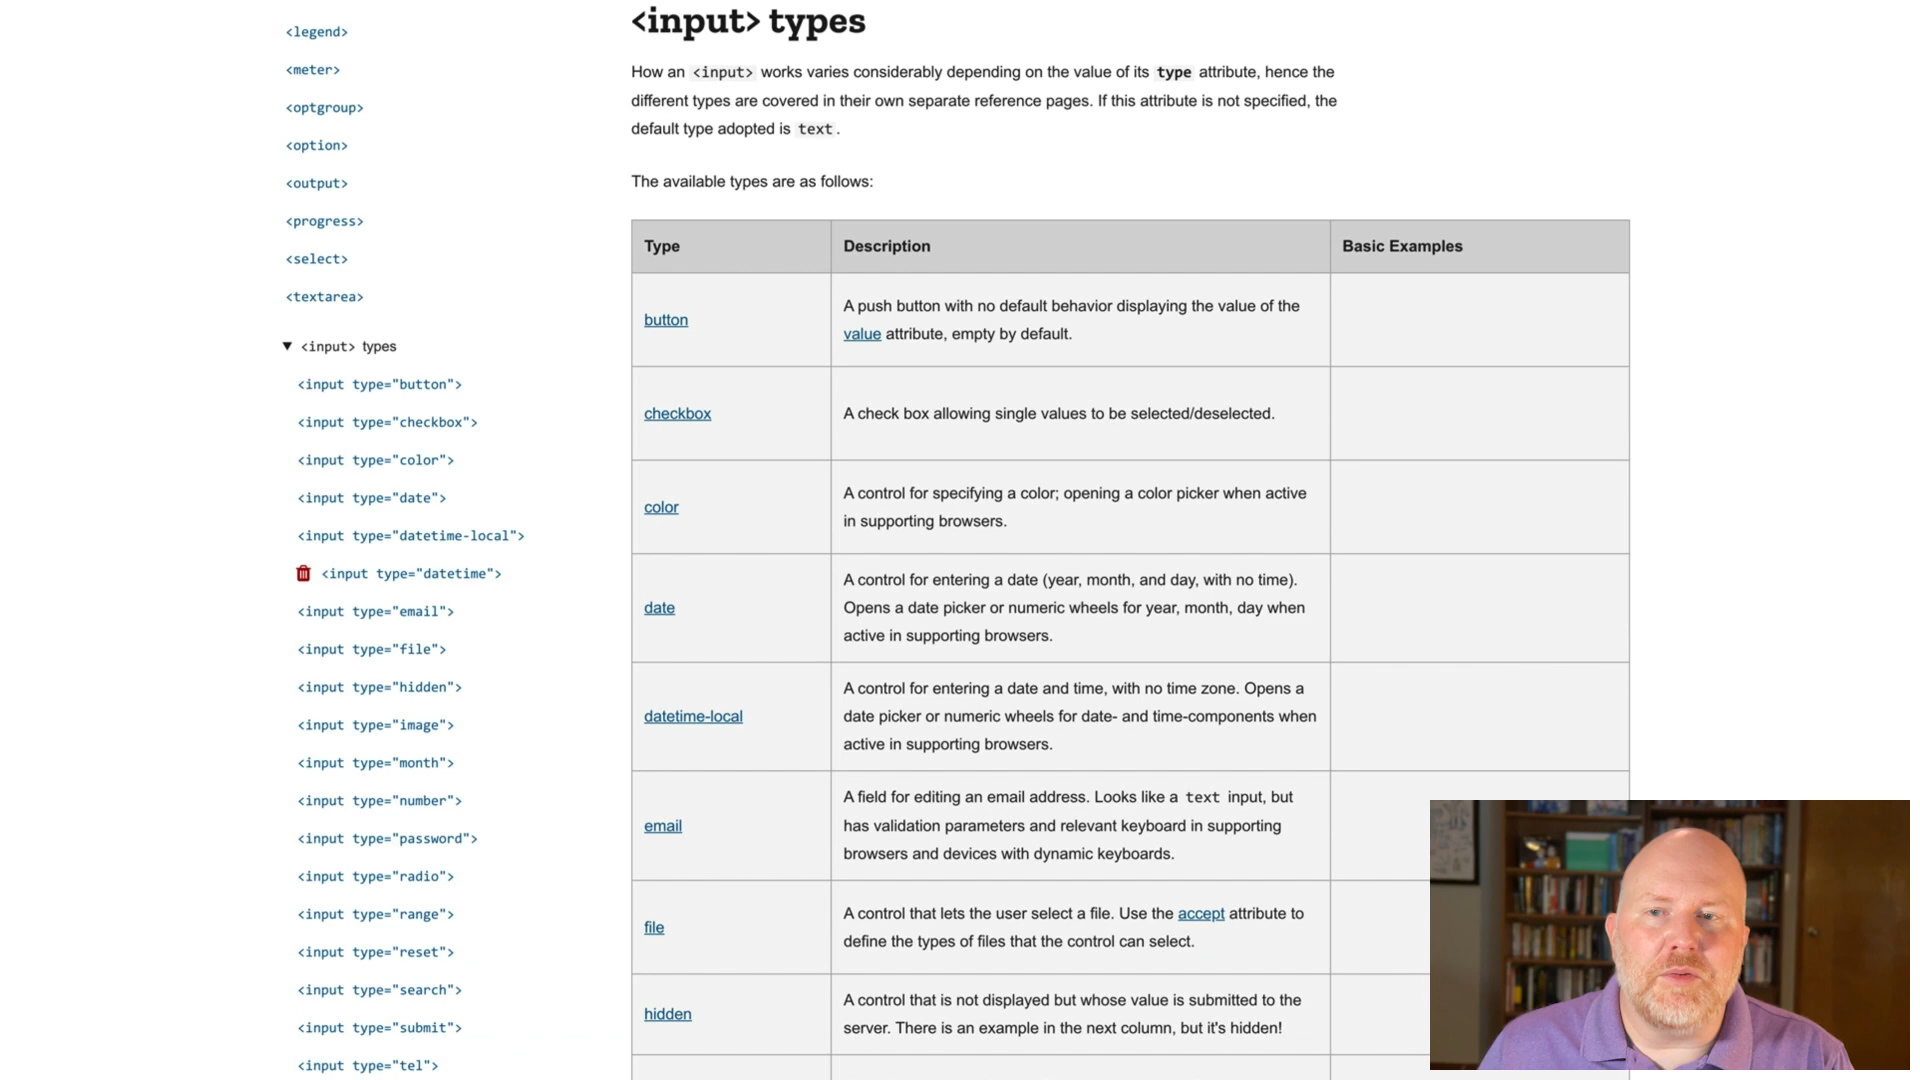 <legend>
<meter>
<optgroup>
<option>
<output>
<progress>
<select>
<textarea>
▼ <input> types
<input type="button">
<input type="checkbox">
<input type="color">
<input type="date">
<input type="datetime-local">
<input type="datetime">
<input type="email">
<input type="file">
<input type="hidden">
<input type="image">
<input type="month">
<input type="number">
<input type="password">
<input type="radio">
<input type="range">
<input type="reset">
<input type="search">
<input type="submit">
<input type="tel">
<input> types
How an <input> works varies considerably depending on the value of its type attribute, hence the
different types are covered in their own separate reference pages. If this attribute is not specified, the
default type adopted is text.
The available types are as follows:
Type Description Basic Examples
button
A push button with no default behavior displaying the value of the
value attribute, empty by default.
checkbox
A check box allowing single values to be selected/deselected.
color
A control for specifying a color; opening a color picker when active
in supporting browsers.
date
A control for entering a date (year, month, and day, with no time).
Opens a date picker or numeric wheels for year, month, day when
active in supporting browsers.
datetime-local
A control for entering a date and time, with no time zone. Opens a
date picker or numeric wheels for date- and time-components when
active in supporting browsers.
email
A field for editing an email address. Looks like a text input, but
has validation parameters and relevant keyboard in supporting
browsers and devices with dynamic keyboards.
file
A control that lets the user select a file. Use the accept attribute to
define the types of files that the control can select.
hidden
A control that is not displayed but whose value is submitted to the
server. There is an example in the next column, but it's hidden!